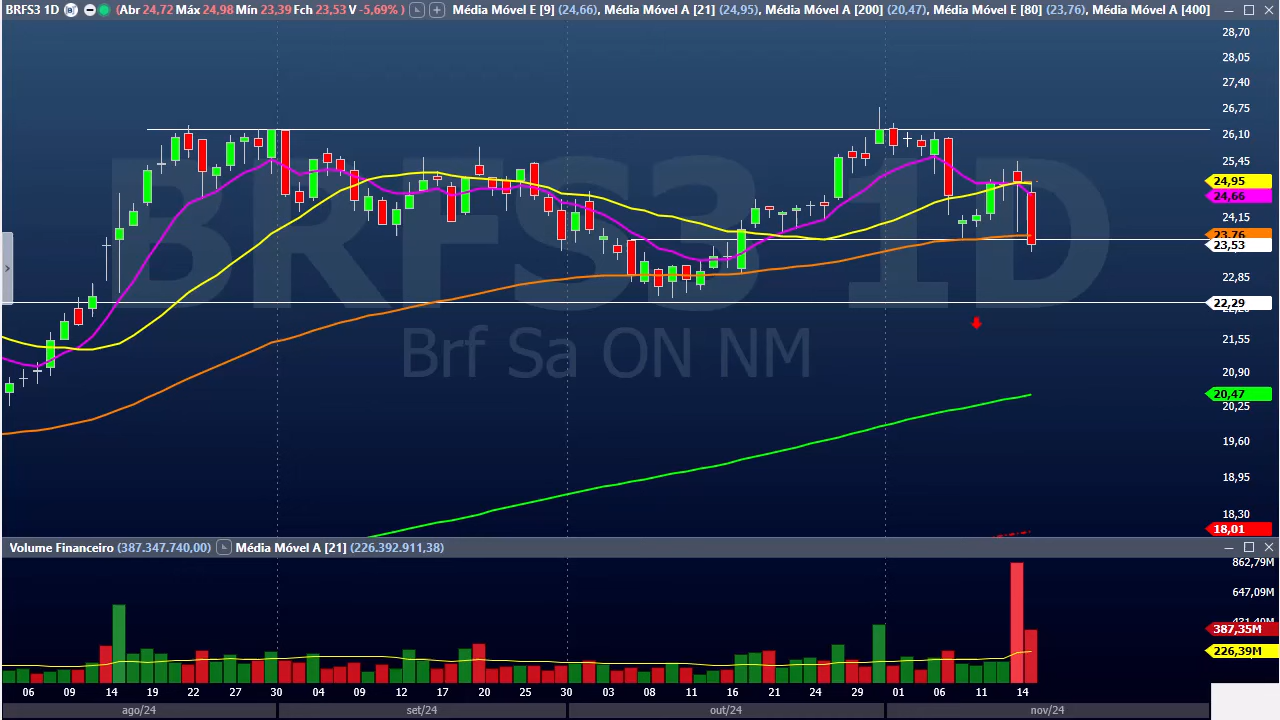 BRFS3 1D (Abr 24,72 Máx 24,98 Mín 23,39 Fch 23,53 V -5,69% ) Média Móvel E [9] (24,66), Média Móvel A [21] (24,95), Média Móvel A [200] (20,47), Média Móvel E [80] (23,76), Média Móvel A [400]
28,70
28,05
27,40
26,75
26,10
25,45
24,95
24,66
24,15
23,76
23,53
22,85
22,29
21,55
20,90
20,47
20,25
19,60
18,95
18,30
18,01
BRFS3 1D
Brf Sa ON NM
Volume Financeiro (387.347.740,00) Média Móvel A [21] (226.392.911,38)
862,79M
647,09M
387,35M
226,39M
06 09 14 19 22 27 30 04 09 12 17 20 25 30 03 08 11 16 21 24 29 01 06 11 14
ago/24 set/24 out/24 nov/24